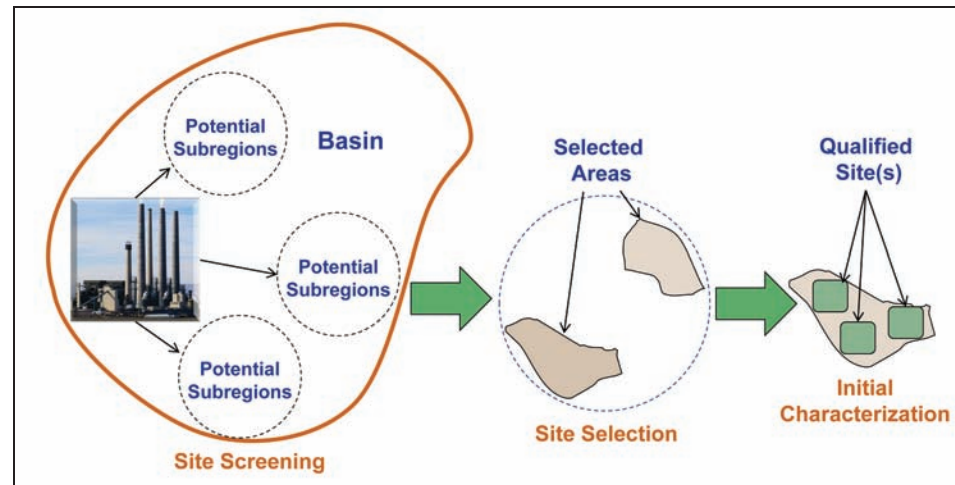 Potential
Subregions
Basin
Potential
Subregions
Potential
Subregions
Site Screening
Selected
Areas
Site Selection
Qualified
Site(s)
Initial
Characterization